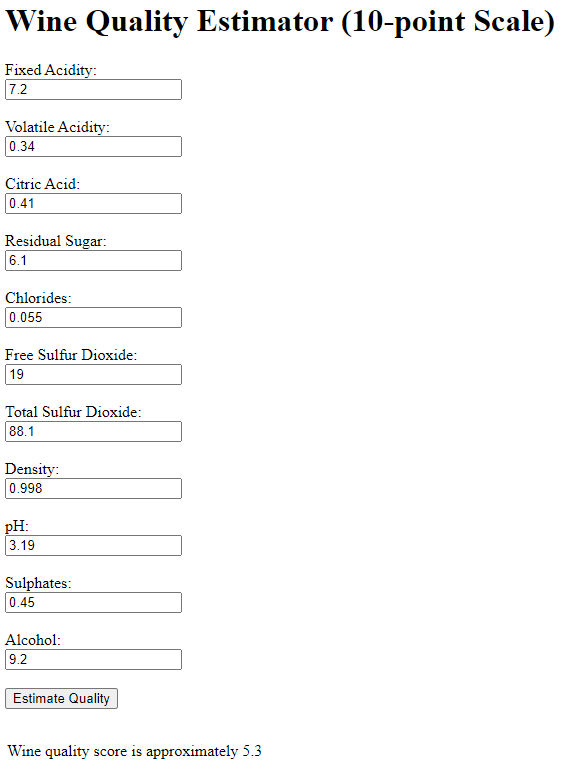 Wine Quality Estimator (10-point Scale)
Fixed Acidity:
7.2
Volatile Acidity:
0.34
Citric Acid:
0.41
Residual Sugar:
6.1
Chlorides:
0.055
Free Sulfur Dioxide:
19
Total Sulfur Dioxide:
88.1
Density:
0.998
pH:
3.19
Sulphates:
0.45
Alcohol:
9.2
Estimate Quality
Wine quality score is approximately 5.3